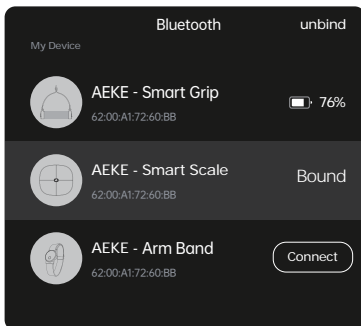 Bluetooth unbind
My Device
AEKE - Smart Grip
76%
62:00:A1:72:60:BB
AEKE - Smart Scale
Bound
62:00:A1:72:60:BB
AEKE - Arm Band
Connect
62:00:A1:72:60:BB